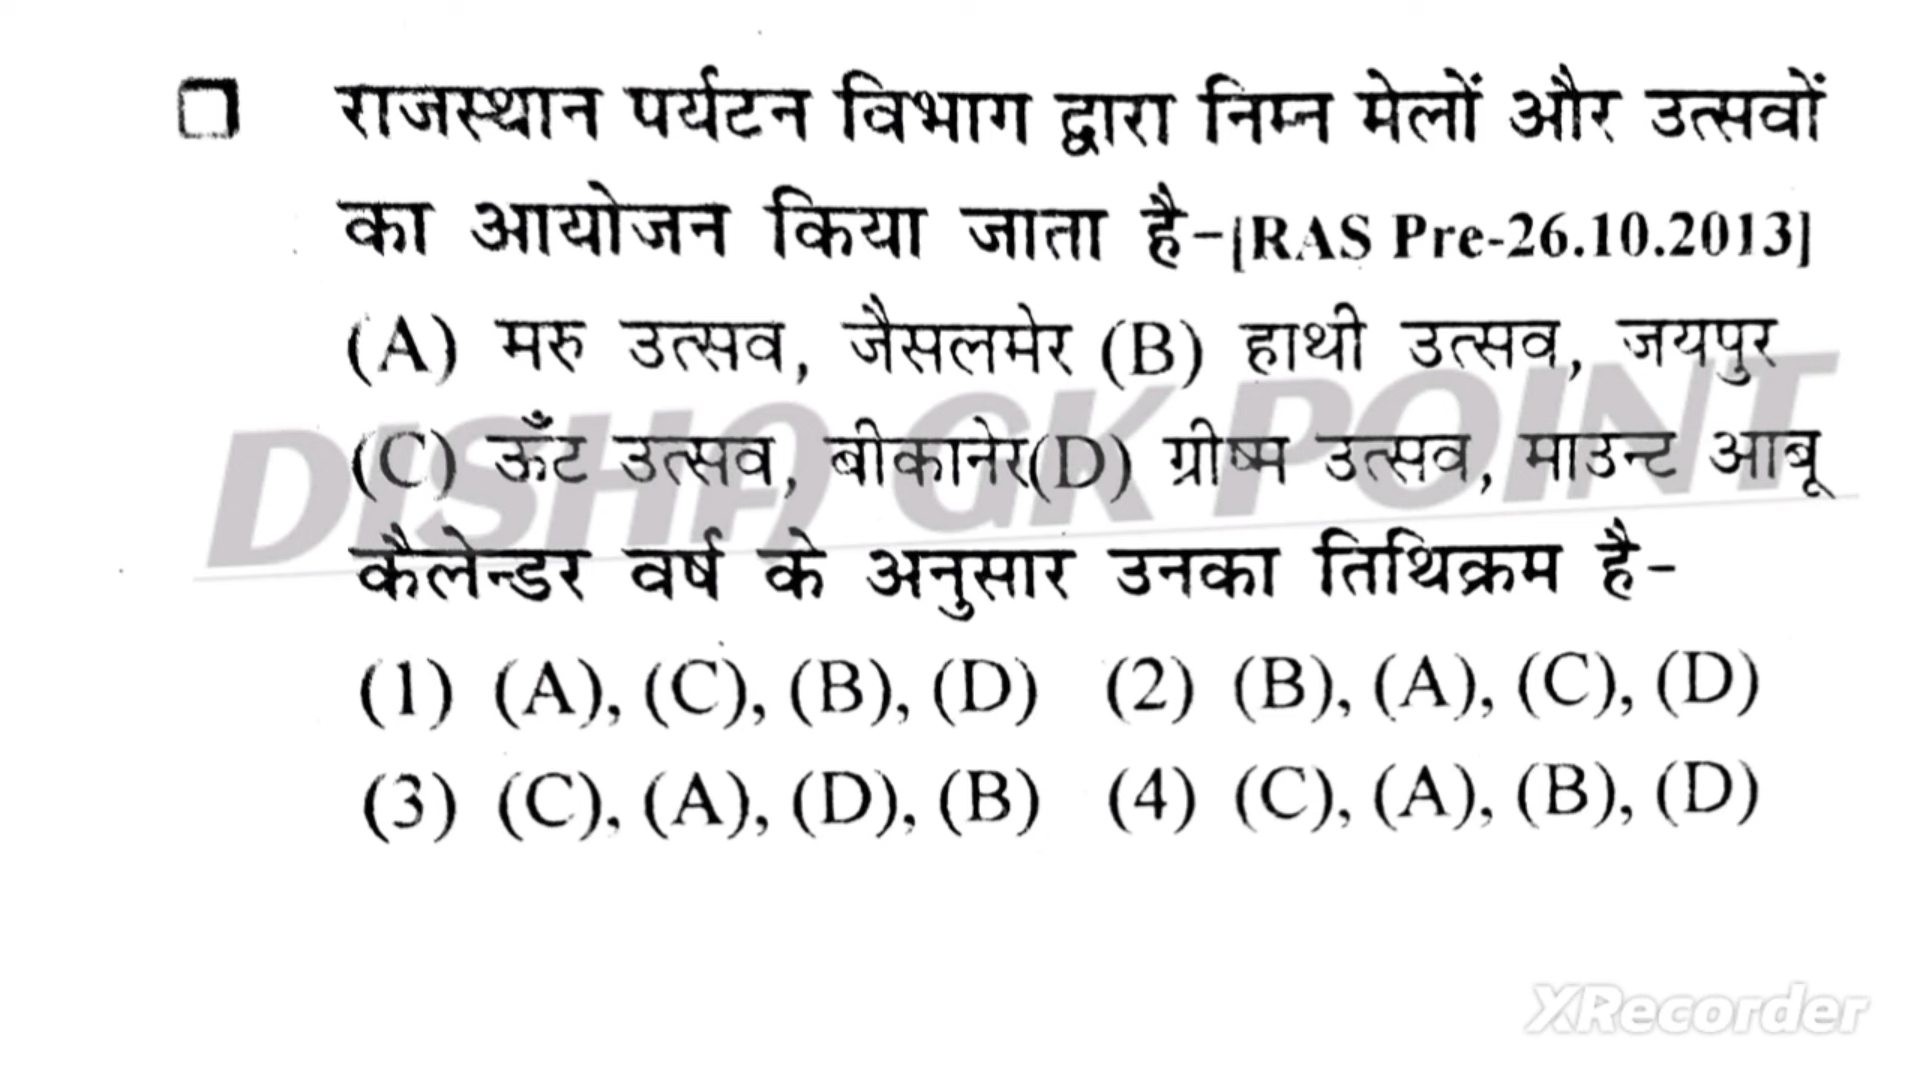 राजस्थान पर्यटन विभाग द्वारा निम्न मेलों और उत्सवों
का आयोजन किया जाता है-[RAS Pre-26.10.2013]
(A) मरु उत्सव, जैसलमेर (B) हाथी उत्सव, जयपुर
(C) ऊँट उत्सव, बीकानेर(D) ग्रीष्म उत्सव, माउन्ट आबू
DISHA GK POINT
कैलेन्डर वर्ष के अनुसार उनका तिथिक्रम है-
(1) (A), (C), (B), (D) (2) (B), (A), (C), (D)
(3) (C), (A), (D), (B) (4) (C), (A), (B), (D)
XRecorder